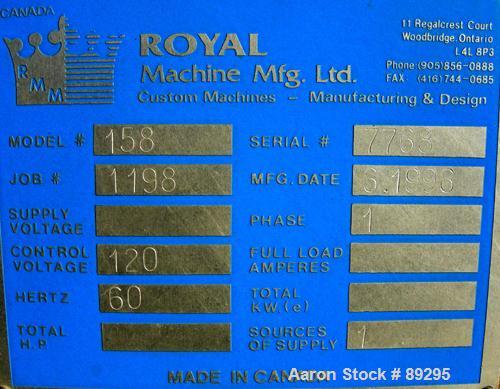 CANADA
RMM
ROYAL
Machine Mfg. Ltd.
Custom Machines - Manufacturing & Design
11 Regalcrest Court
Woodbridge, Ontario
L4L 8P3
Phone (905) 856-0888
FAX (416) 744-0685
MODEL # 158 SERIAL # 7768
JOB # 1198 MFG. DATE 6.1996
SUPPLY VOLTAGE PHASE 1
CONTROL VOLTAGE 120 FULL LOAD AMPERES
HERTZ 60 TOTAL K.W.(e)
TOTAL H.P. SOURCES OF SUPPLY 1
MADE IN CANADA
Aaron Stock # 89295